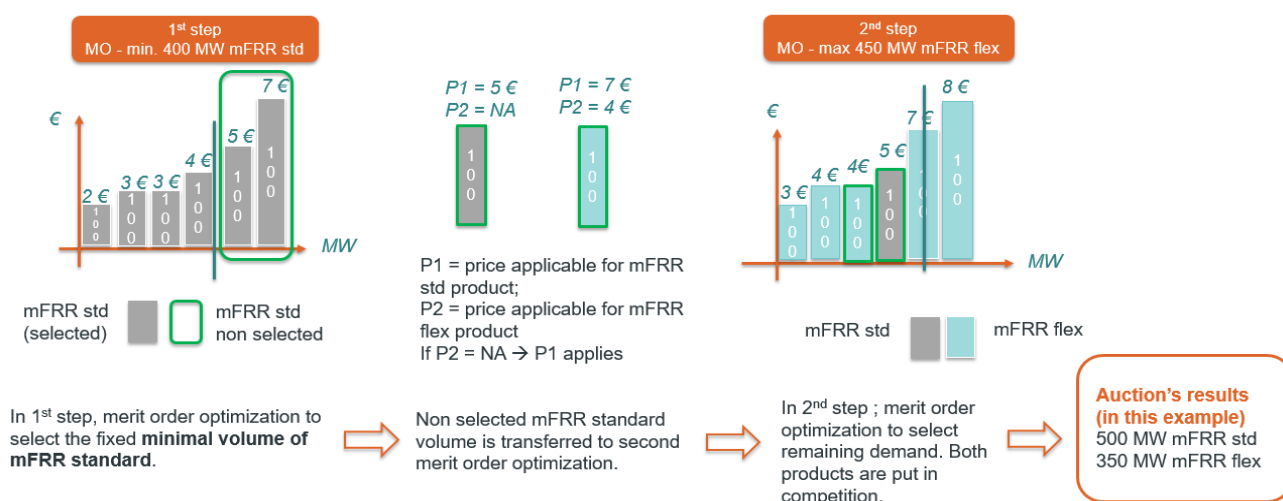 1st step
MO - min. 400 MW mFRR std
€
2 €
3 €
3 €
4 €
5 €
7 €
100
100
100
100
100
100
MW
mFRR std
(selected)
mFRR std
non selected
P1 = 5 €
P2 = NA
P1 = 7 €
P2 = 4 €
100
100
P1 = price applicable for mFRR
std product;
P2 = price applicable for mFRR
flex product
If P2 = NA → P1 applies
2nd step
MO - max 450 MW mFRR flex
€
3 €
4 €
4€
5 €
7 €
8 €
100
100
100
100
100
100
MW
mFRR std
mFRR flex
In 1st step, merit order optimization to
select the fixed minimal volume of
mFRR standard.
Non selected mFRR standard
volume is transferred to second
merit order optimization.
In 2nd step ; merit order
optimization to select
remaining demand. Both
products are put in
competition.
Auction's results
(in this example)
500 MW mFRR std
350 MW mFRR flex